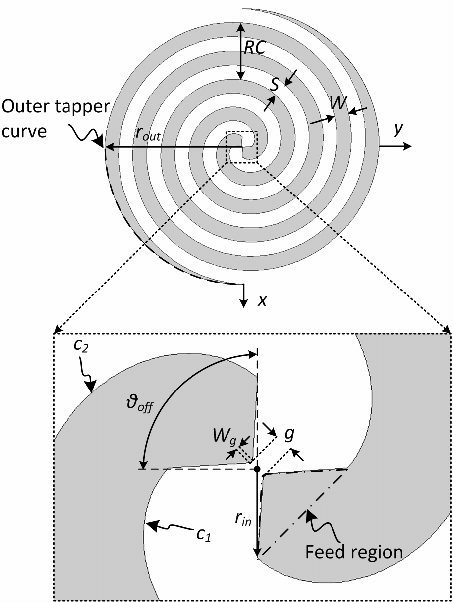 RC
S
W
Outer tapper
curve
r_out
y
x
c_2
ϑ_off
W_g
g
r_in
c_1
Feed region